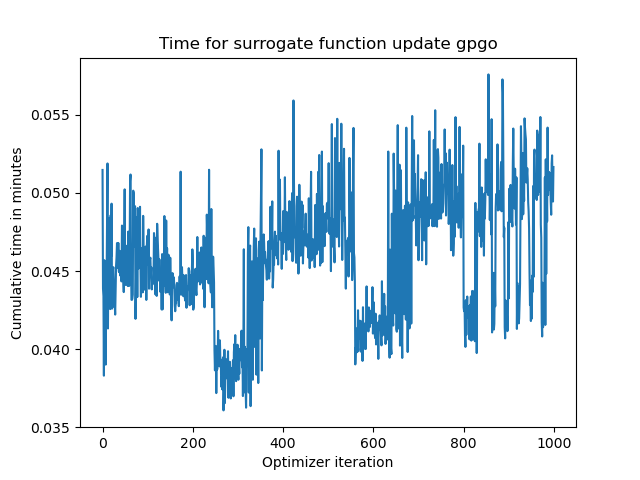 Time for surrogate function update gpgo
Cumulative time in minutes
0.055
0.050
0.045
0.040
0.035
0 200 400 600 800 1000
Optimizer iteration